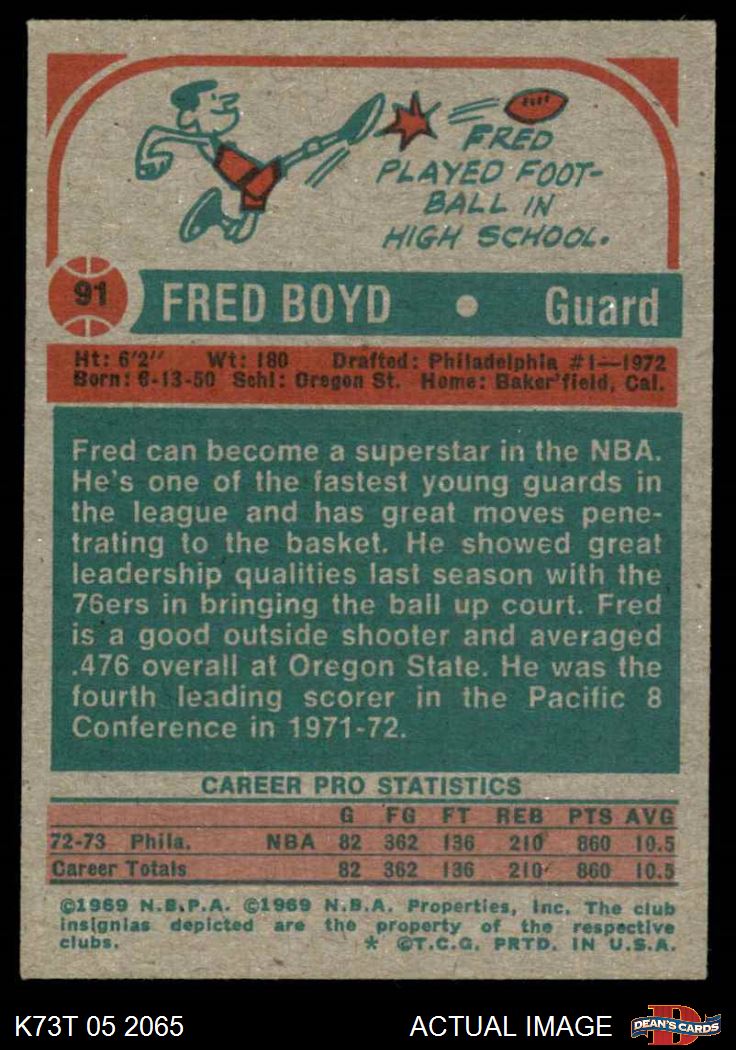 FRED
PLAYED FOOT-
BALL IN
HIGH SCHOOL.
91
FRED BOYD • Guard
Ht: 6'2" Wt: 180 Drafted: Philadelphia #1—1972
Born: 6-13-50 Schl: Oregon St. Home: Baker'field, Cal.
Fred can become a superstar in the NBA.
He's one of the fastest young guards in
the league and has great moves pene-
trating to the basket. He showed great
leadership qualities last season with the
76ers in bringing the ball up court. Fred
is a good outside shooter and averaged
.476 overall at Oregon State. He was the
fourth leading scorer in the Pacific 8
Conference in 1971-72.
CAREER PRO STATISTICS
G FG FT REB PTS AVG
72-73 Phila. NBA 82 362 136 210 860 10.5
Career Totals 82 362 136 210 860 10.5
©1969 N.B.P.A. ©1969 N.B.A. Properties, Inc. The club
insignias depicted are the property of the respective
clubs. * ©T.C.G. PRTD. IN U.S.A.
K73T 05 2065 ACTUAL IMAGE D DEAN'S CARDS